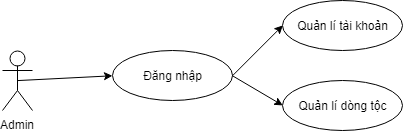 Quản lí tài khoản
Đăng nhập
Quản lí dòng tộc
Admin